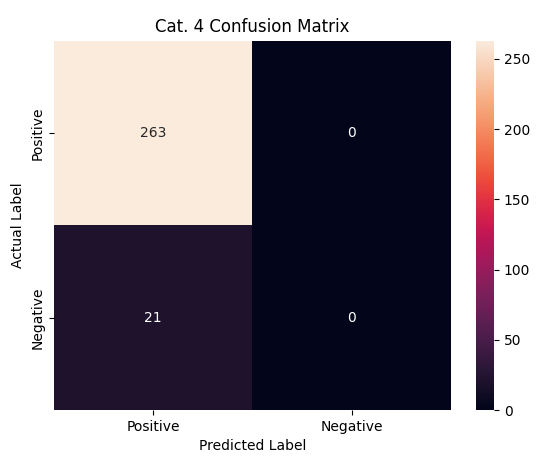 Cat. 4 Confusion Matrix
Actual Label
Positive
Negative
263
0
21
0
Positive
Negative
Predicted Label
250
200
150
100
50
0